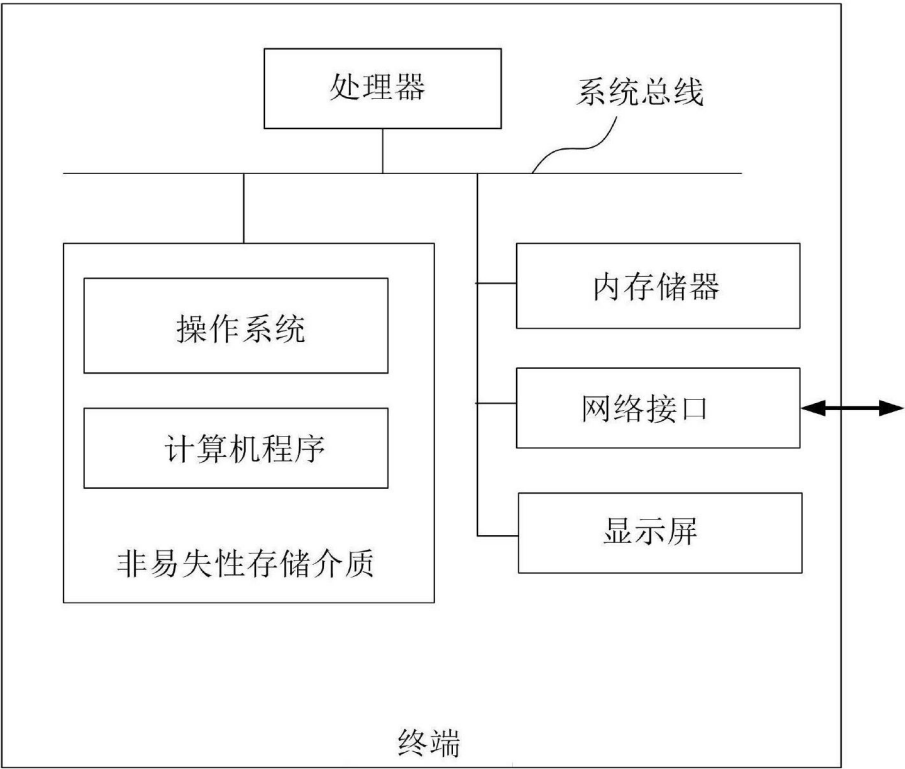 处理器
系统总线
内存储器
操作系统
网络接口
计算机程序
显示屏
非易失性存储介质
终端